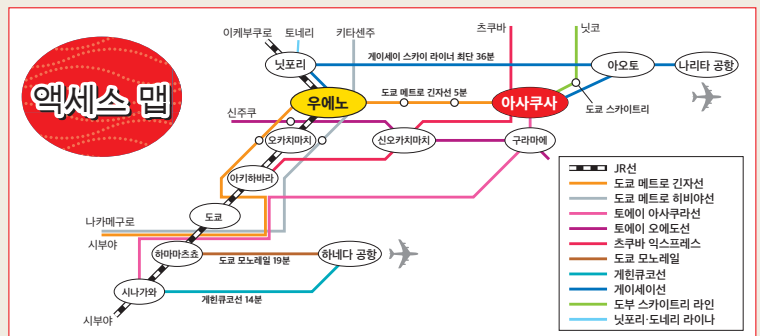 액세스 맵
이케부쿠로
토네리
키타센주
츠쿠바
닛코
닛포리
게이세이 스카이 라이너 최단 36분
아오토
나리타 공항
우에노
도쿄 메트로 긴자선 5분
아사쿠사
도쿄 스카이트리
신주쿠
오카치마치
신오카치마치
구라마에
아키하바라
도쿄
나카메구로
시부야
하마마츠쵸
도쿄 모노레일 19분
하네다 공항
시나가와
게힌큐코선 14분
시부야
JR선
도쿄 메트로 긴자선
도쿄 메트로 히비야선
토에이 아사쿠라선
토에이 오에도선
츠쿠바 익스프레스
도쿄 모노레일
게힌큐코선
게이세이선
도부 스카이트리 라인
닛포리·도네리 라이나